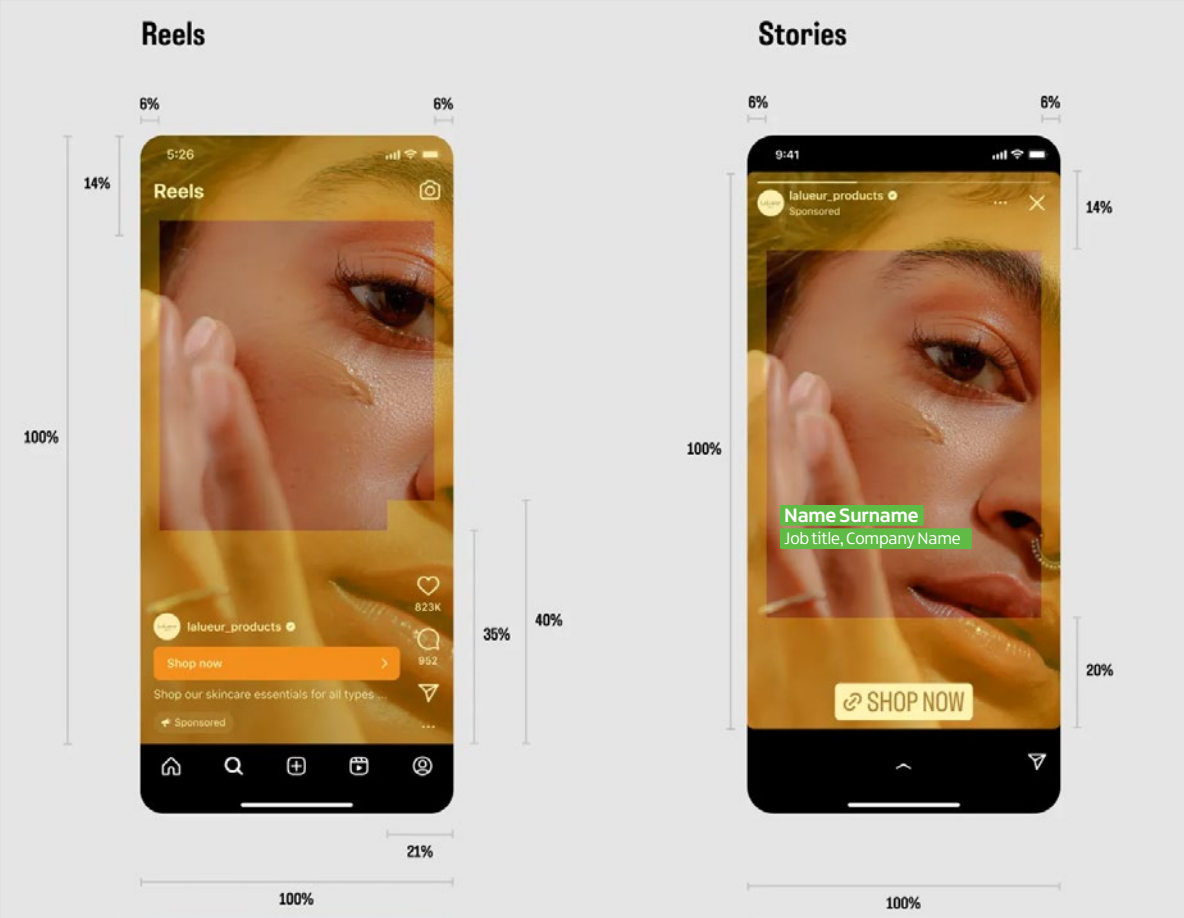 Reels
6%
6%
14%
100%
5:26
Reels
823K
lalueur_products
952
Shop now
Shop our skincare essentials for all types ...
Sponsored
35%
40%
21%
100%
Stories
6%
6%
14%
100%
9:41
lalueur_products
Sponsored
...
Name Surname
Job title, Company Name
SHOP NOW
20%
100%